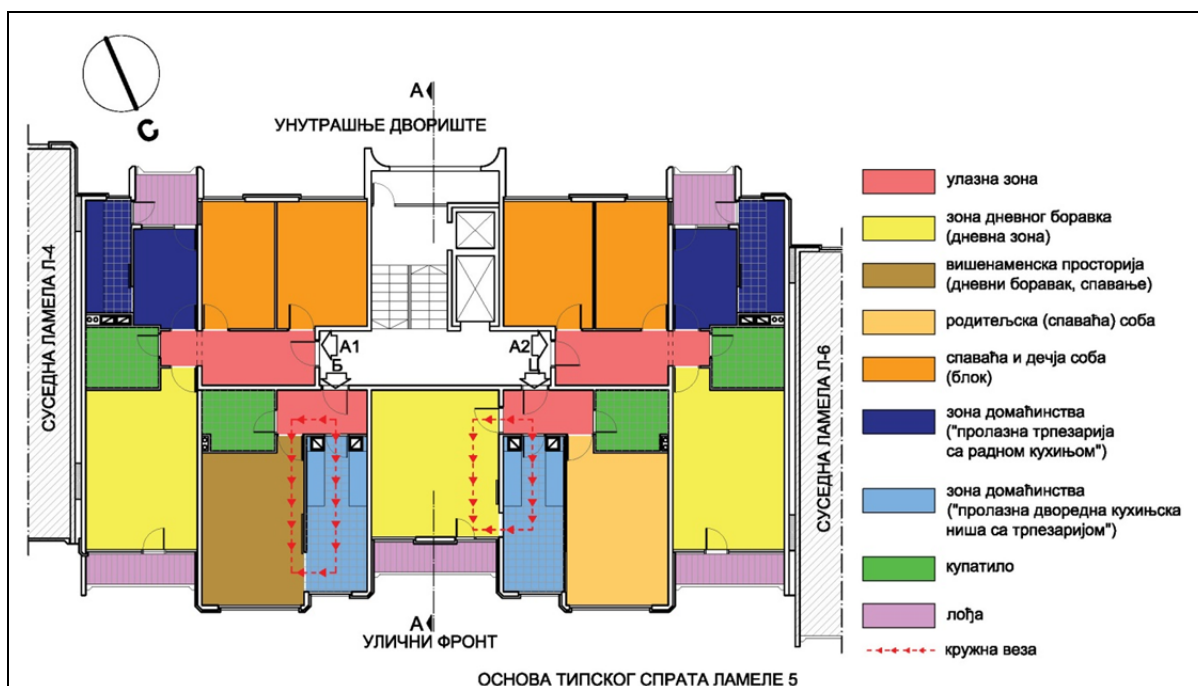 С
А
УНУТРАШЊЕ ДВОРИШТЕ
СУСЕДНА ЛАМЕЛА Л-4
А1
Б
А2
Г
СУСЕДНА ЛАМЕЛА Л-6
А
УЛИЧНИ ФРОНТ
ОСНОВА ТИПСКОГ СПРАТА ЛАМЕЛЕ 5
улазна зона
зона дневног боравка
(дневна зона)
вишенаменска просторија
(дневни боравак, спавање)
родитељска (спаваћа) соба
спаваћа и дечја соба
(блок)
зона домаћинства
("пролазна трпезарија
са радном кухињом")
зона домаћинства
("пролазна дворедна кухињска
ниша са трпезаријом")
купатило
лођа
кружна веза